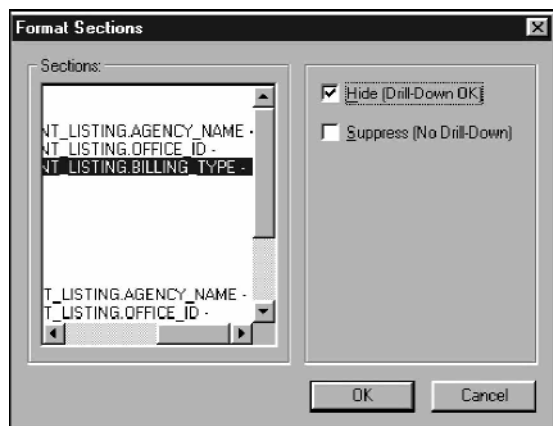 Format Sections
Sections:
NT_LISTING.AGENCY_NAME -
NT_LISTING.OFFICE_ID -
NT_LISTING.BILLING_TYPE -
T_LISTING.AGENCY_NAME -
T_LISTING.OFFICE_ID -
Hide (Drill-Down OK)
Suppress (No Drill-Down)
OK
Cancel